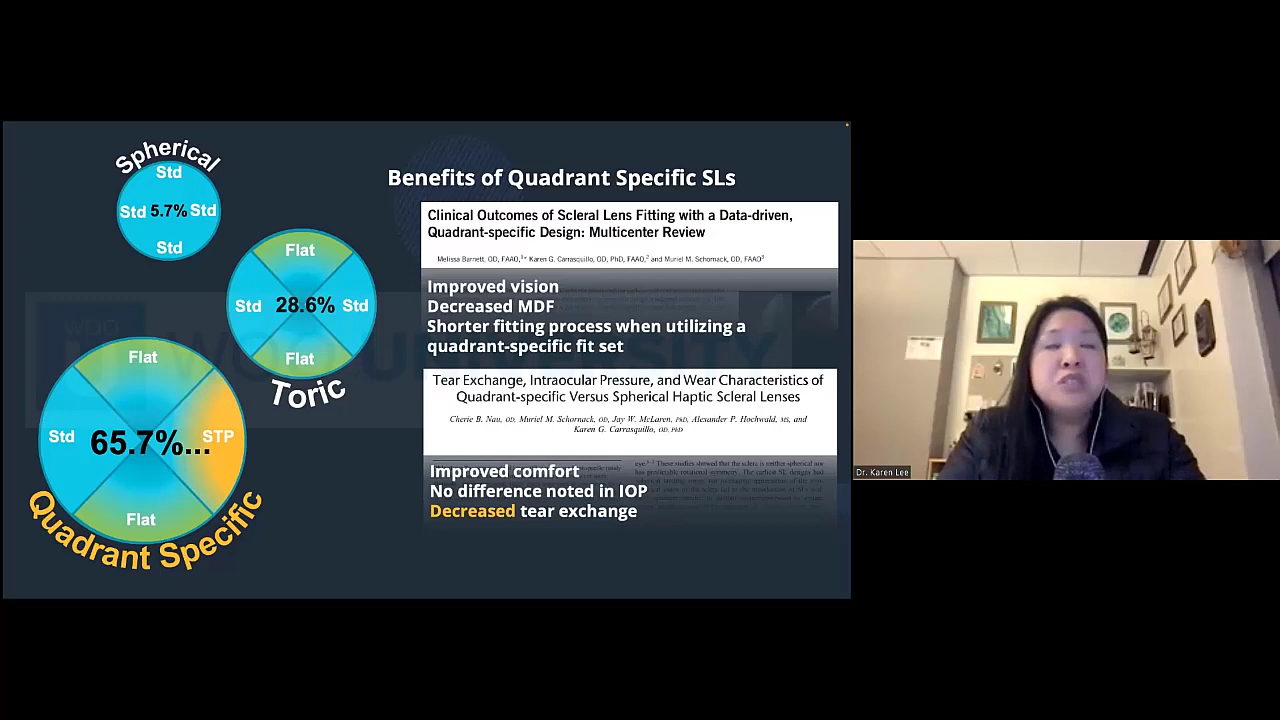 Spherical
Std
Std 5.7% Std
Std
Flat
Std 28.6% Std
Flat
Toric
Flat
Std 65.7%... STP
Flat
Quadrant Specific
Benefits of Quadrant Specific SLs
Clinical Outcomes of Scleral Lens Fitting with a Data-driven,
Quadrant-specific Design: Multicenter Review
Melissa Barnett, OD, FAAO,1* Karen G. Carrasquillo, OD, PhD, FAAO,2 and Muriel M. Schornack, OD, FAAO3
Improved vision
Decreased MDF
Shorter fitting process when utilizing a
quadrant-specific fit set
Tear Exchange, Intraocular Pressure, and Wear Characteristics of
Quadrant-specific Versus Spherical Haptic Scleral Lenses
Cherie B. Nau, OD, Muriel M. Schornack, OD, Jay W. McLaren, PhD, Alexander P. Hochwald, MS, and
Karen G. Carrasquillo, OD, PhD
Improved comfort
No difference noted in IOP
Decreased tear exchange
WOO UNIVERSITY
Dr. Karen Lee